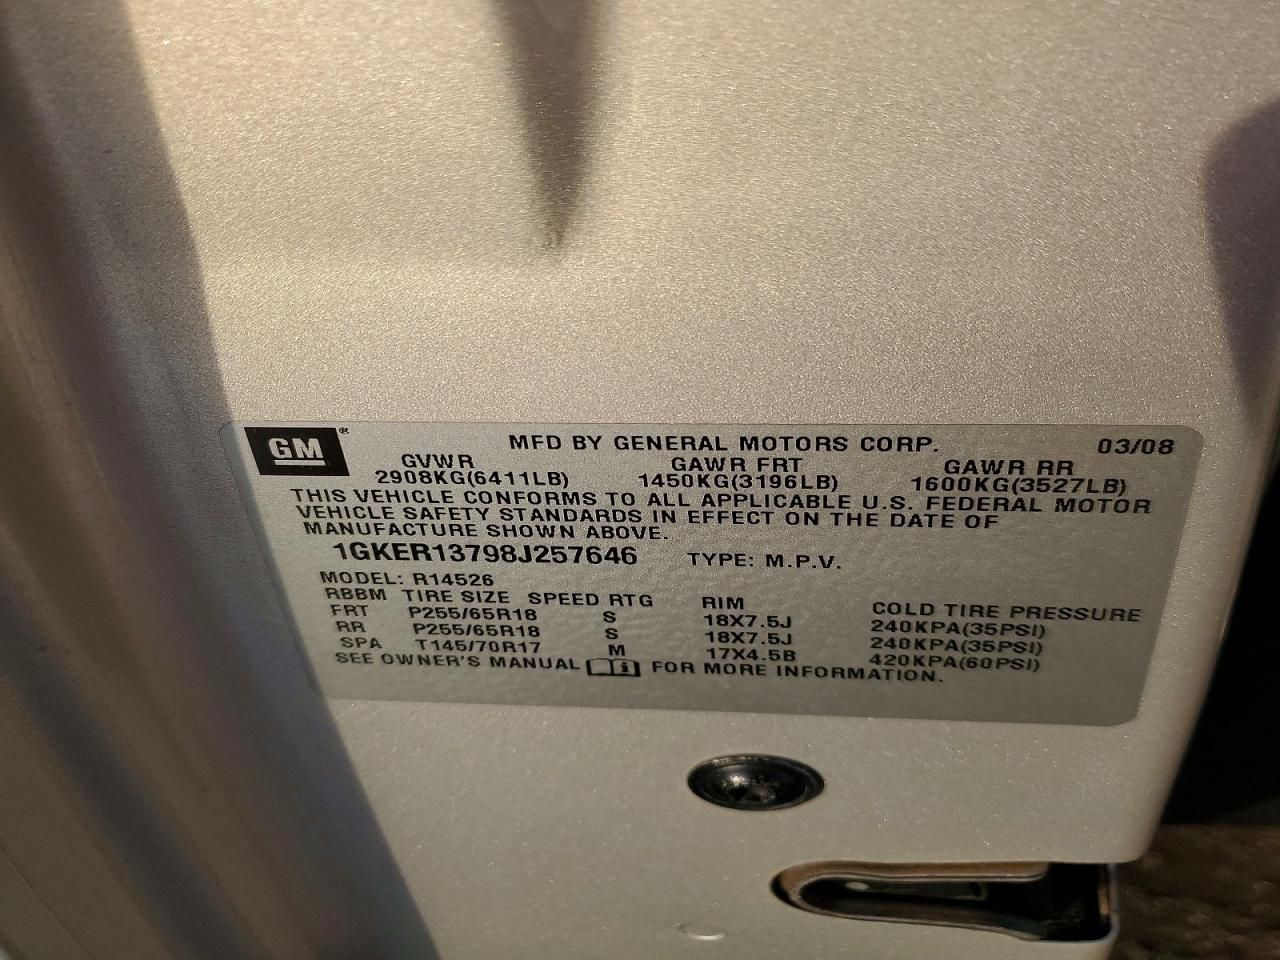 GM ®
MFD BY GENERAL MOTORS CORP. 03/08
GVWR GAWR FRT GAWR RR
2908KG(6411LB) 1450KG(3196LB) 1600KG(3527LB)
THIS VEHICLE CONFORMS TO ALL APPLICABLE U.S. FEDERAL MOTOR
VEHICLE SAFETY STANDARDS IN EFFECT ON THE DATE OF
MANUFACTURE SHOWN ABOVE.
1GKER13798J257646 TYPE: M.P.V.
MODEL: R14526
RBBM TIRE SIZE SPEED RTG RIM COLD TIRE PRESSURE
FRT P255/65R18 S 18X7.5J 240KPA(35PSI)
RR P255/65R18 S 18X7.5J 240KPA(35PSI)
SPA T145/70R17 M 17X4.5B 420KPA(60PSI)
SEE OWNER'S MANUAL i FOR MORE INFORMATION.